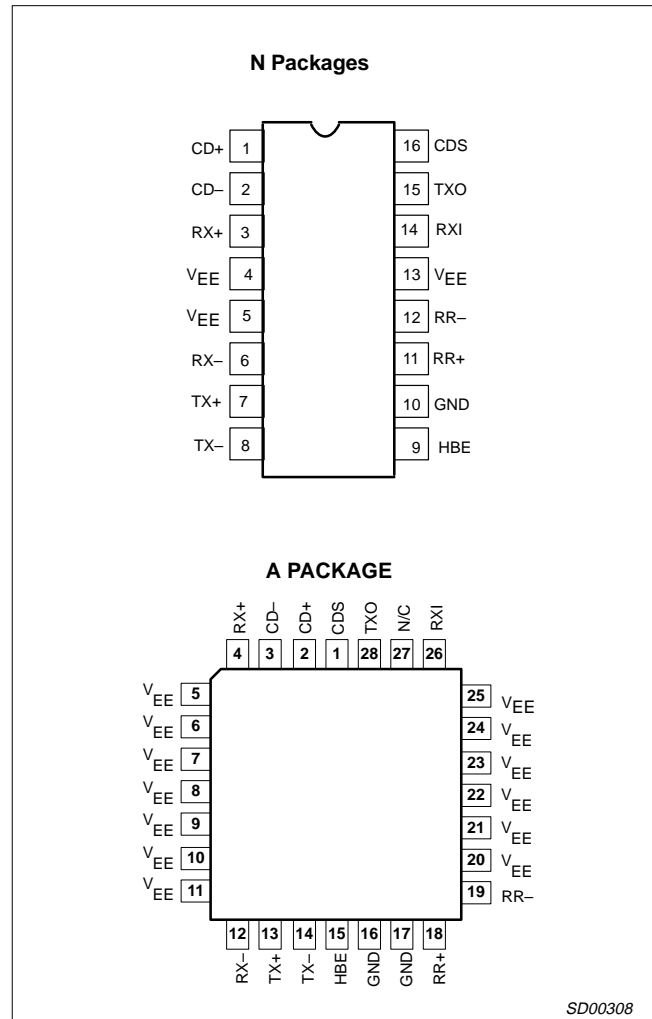 N Packages
CD+ 1 16 CDS
CD– 2 15 TXO
RX+ 3 14 RXI
VEE 4 13 VEE
VEE 5 12 RR–
RX– 6 11 RR+
TX+ 7 10 GND
TX– 8 9 HBE
A PACKAGE
RX+ CD– CD+ CDS TXO N/C RXI
4 3 2 1 28 27 26
VEE 5 25 VEE
VEE 6 24 VEE
VEE 7 23 VEE
VEE 8 22 VEE
VEE 9 21 VEE
VEE 10 20 VEE
VEE 11 19 RR–
12 13 14 15 16 17 18
RX– TX+ TX– HBE GND GND RR+
SD00308